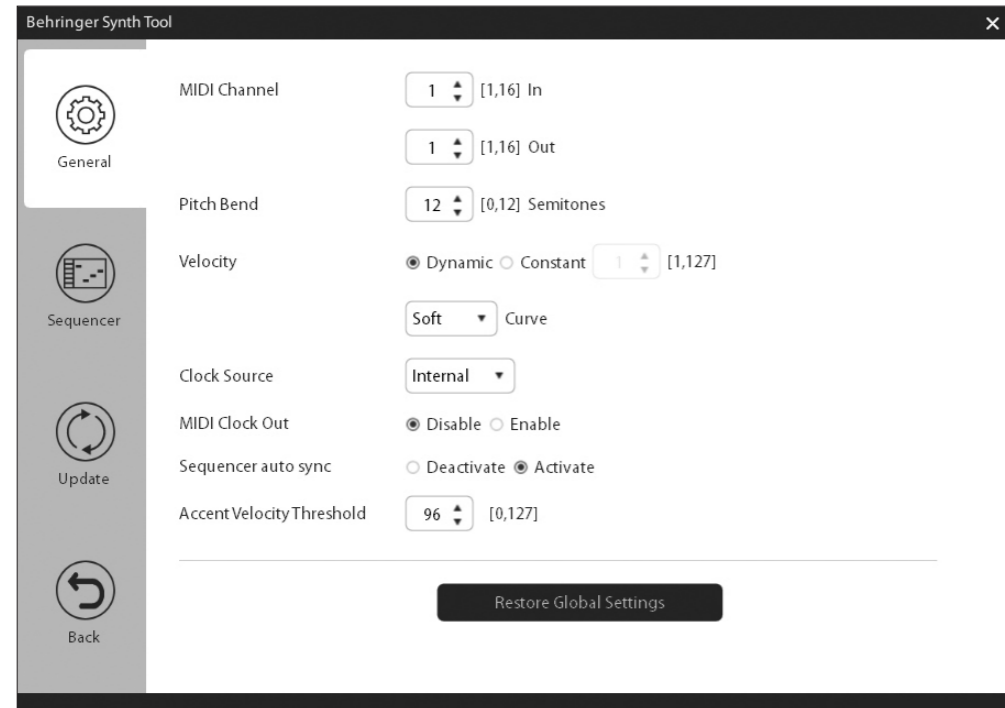 Behringer Synth Tool
General
MIDI Channel 1 [1,16] In
1 [1,16] Out
Pitch Bend 12 [0,12] Semitones
Sequencer
Velocity Dynamic Constant 1 [1,127]
Soft Curve
Clock Source Internal
Update
MIDI Clock Out Disable Enable
Sequencer auto sync Deactivate Activate
Accent Velocity Threshold 96 [0,127]
Back
Restore Global Settings